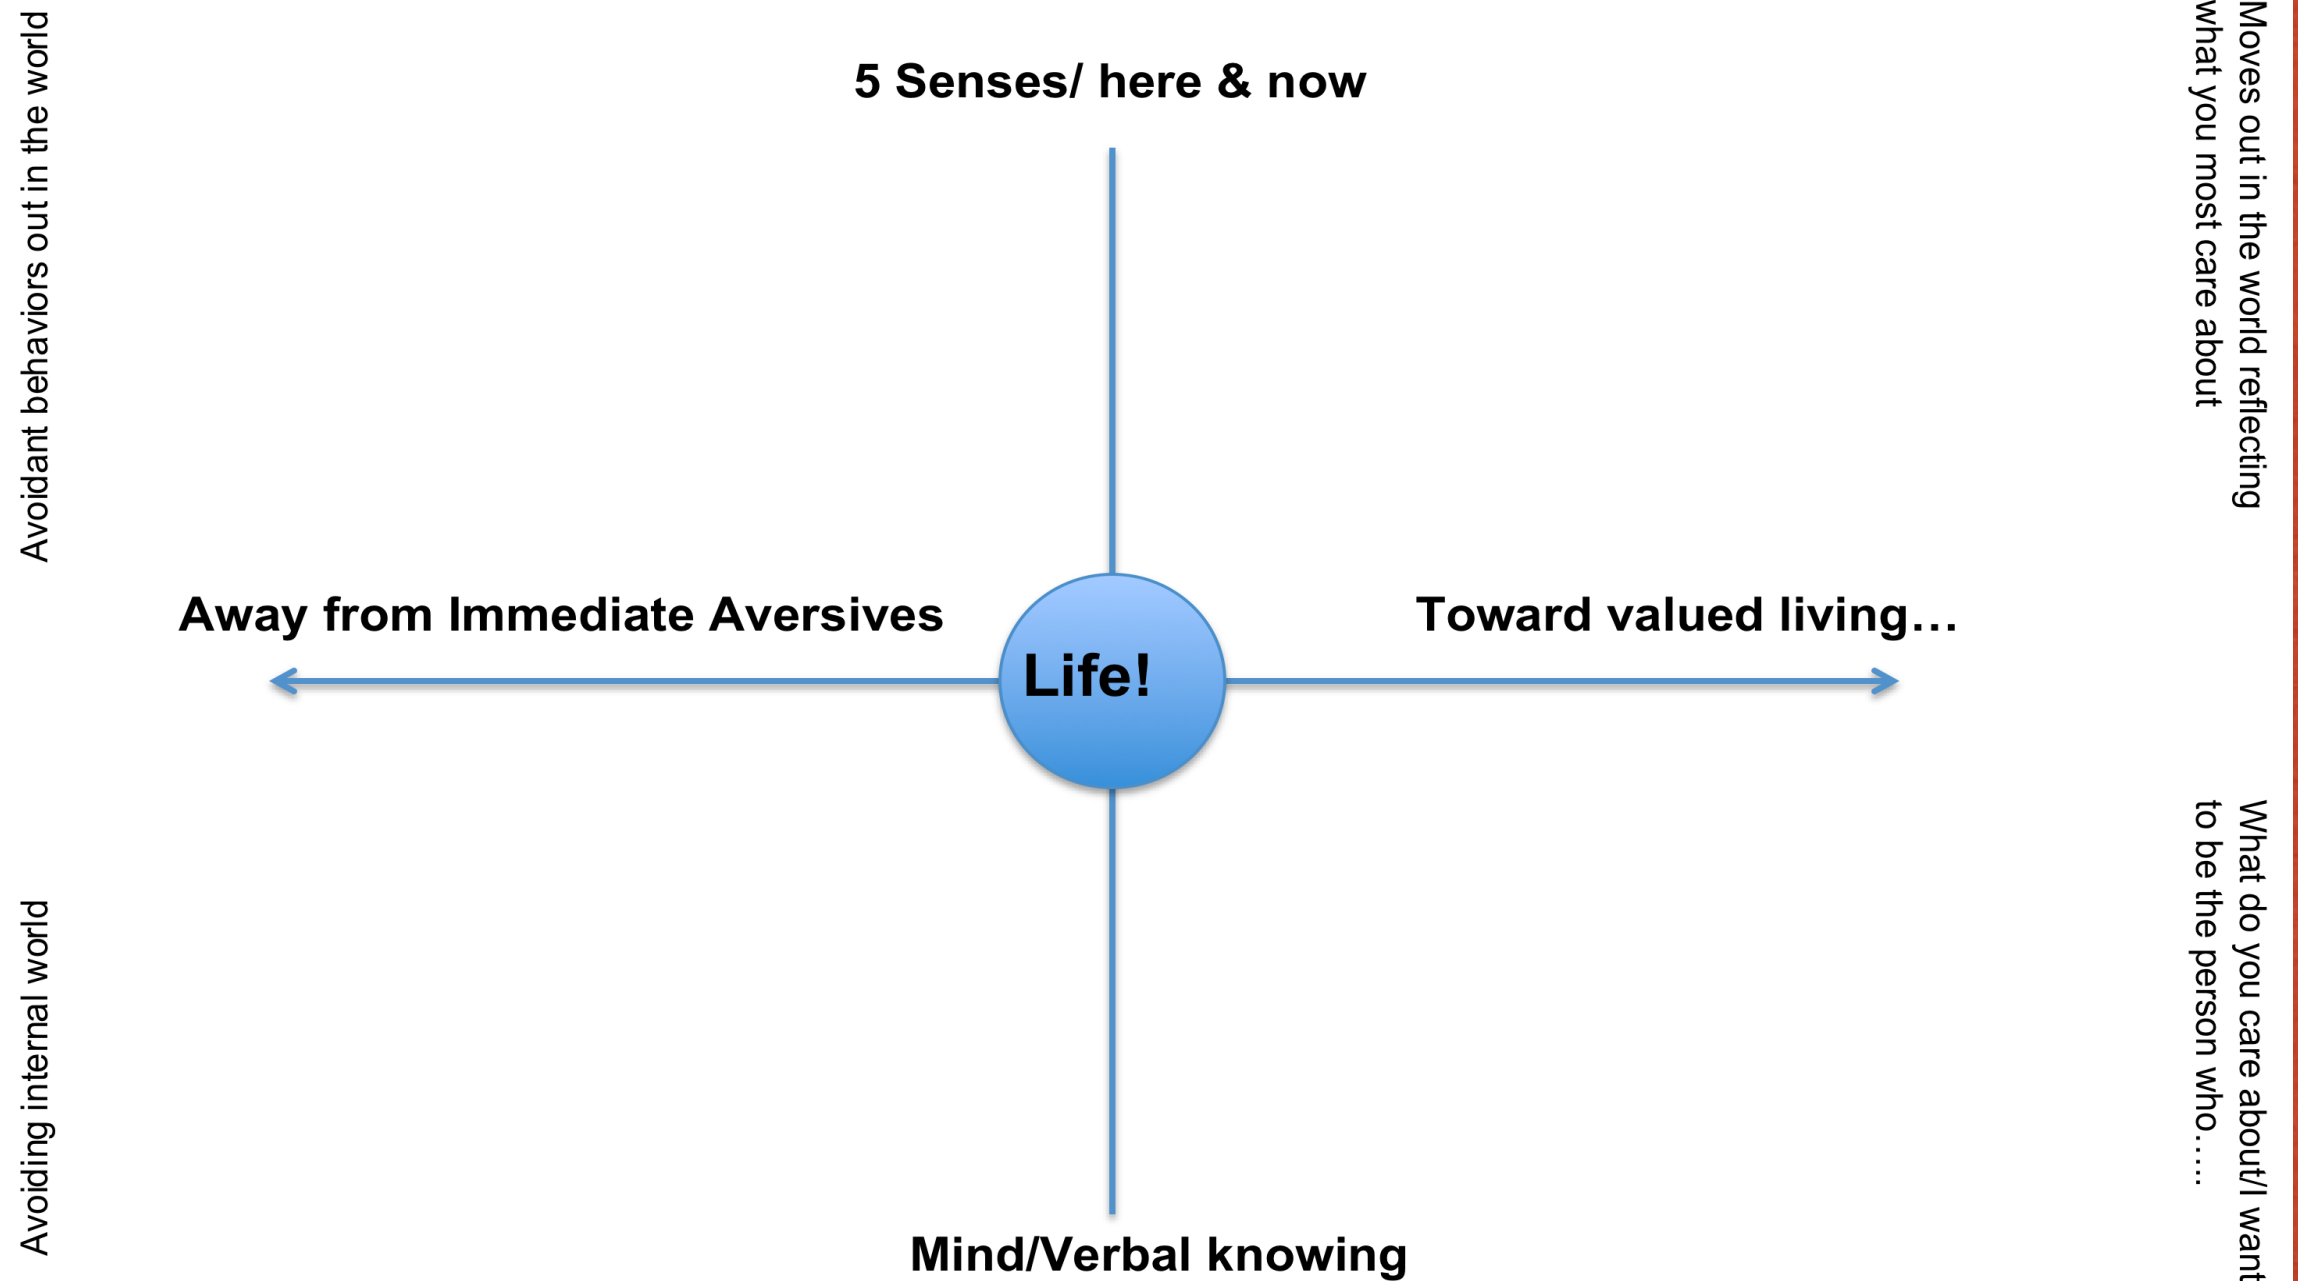 5 Senses/ here & now
Avoidant behaviors out in the world
Moves out in the world reflecting
what you most care about
Away from Immediate Aversives
Life!
Toward valued living…
Avoiding internal world
What do you care about/I want
to be the person who…..
Mind/Verbal knowing